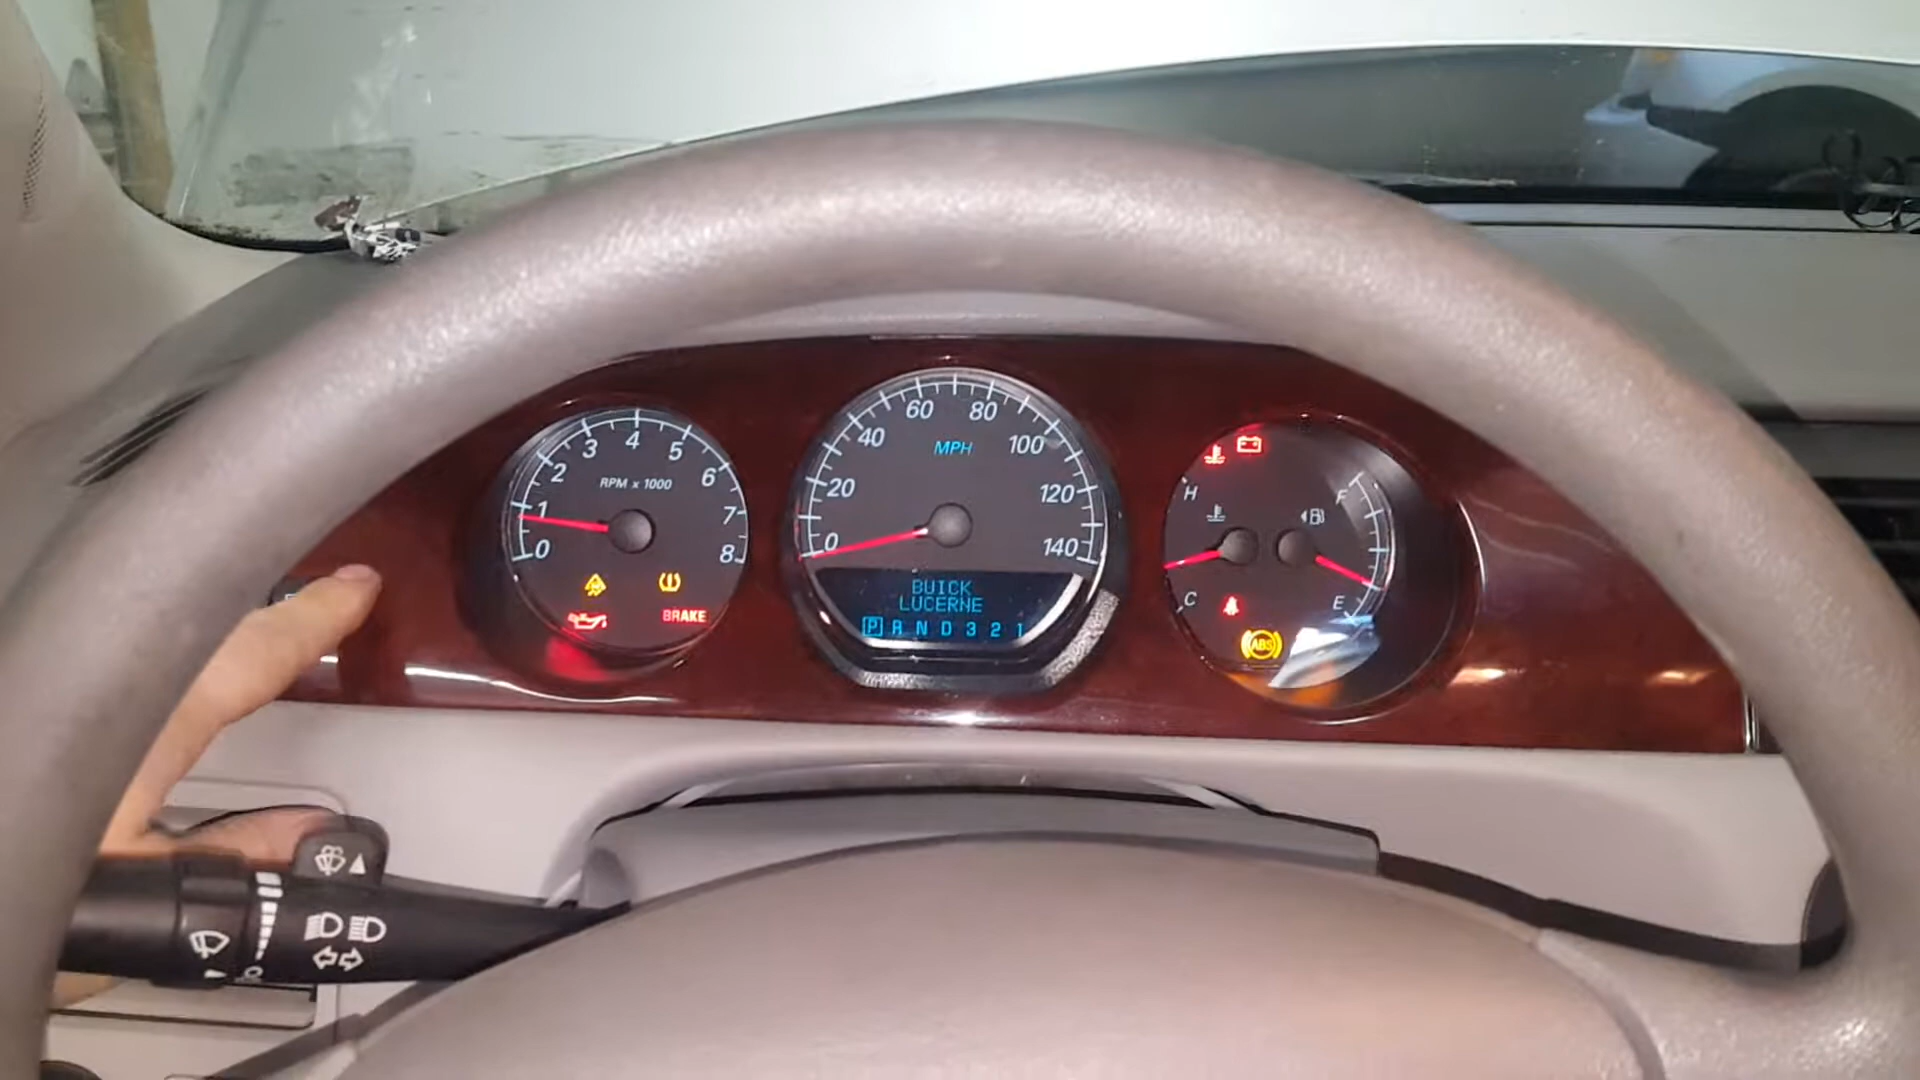 0 1 2 3 4 5 6 7 8
RPM x 1000
BRAKE
0 20 40 60 80 100 120 140
MPH
BUICK
LUCERNE
P R N D 3 2 1
H
C
F
E
ABS